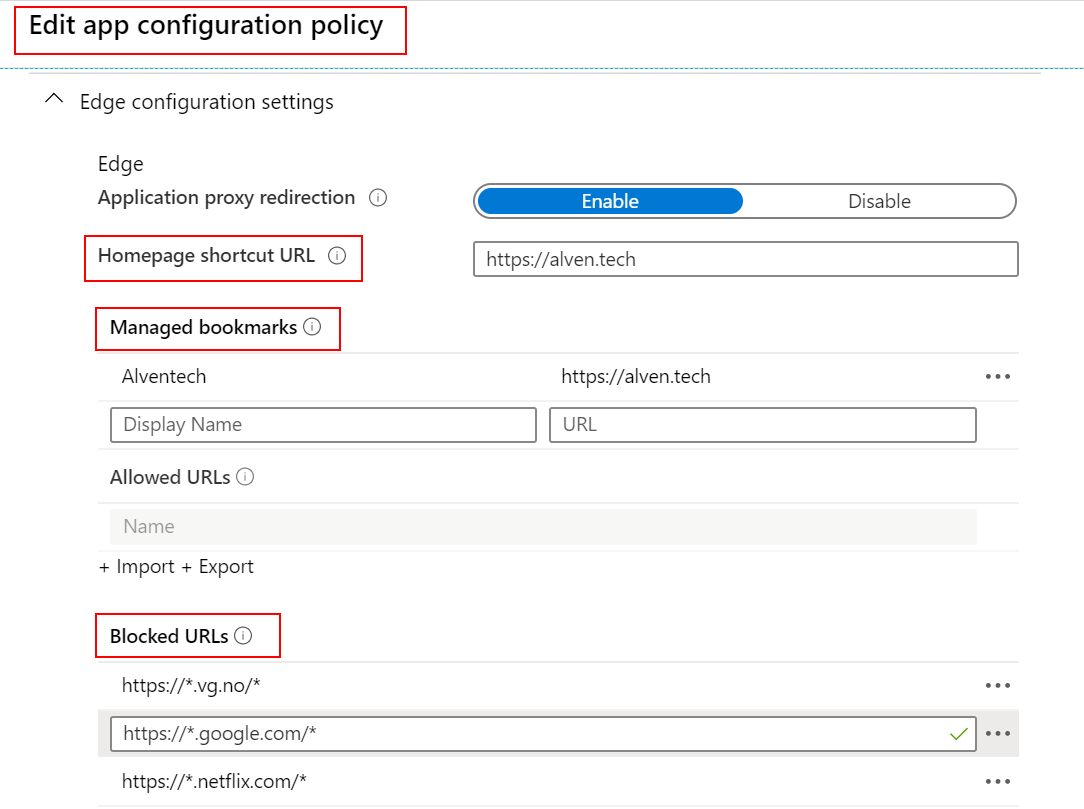 Edit app configuration policy
Edge configuration settings
Edge
Application proxy redirection
Enable Disable
Homepage shortcut URL
https://alven.tech
Managed bookmarks
Alventech https://alven.tech
Display Name URL
Allowed URLs
Name
+ Import + Export
Blocked URLs
https://*.vg.no/*
https://*.google.com/*
https://*.netflix.com/*